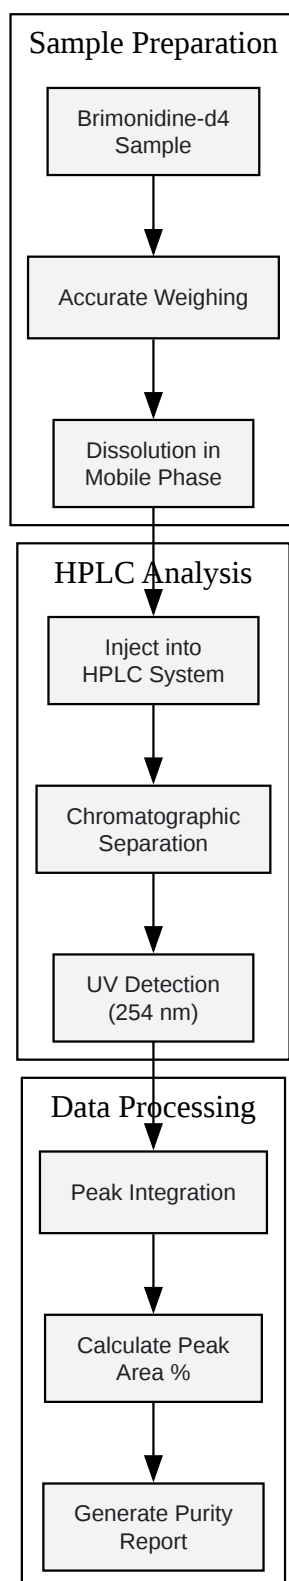 Sample Preparation
Brimonidine-d4
Sample
Accurate Weighing
Dissolution in
Mobile Phase
HPLC Analysis
Inject into
HPLC System
Chromatographic
Separation
UV Detection
(254 nm)
Data Processing
Peak Integration
Calculate Peak
Area %
Generate Purity
Report